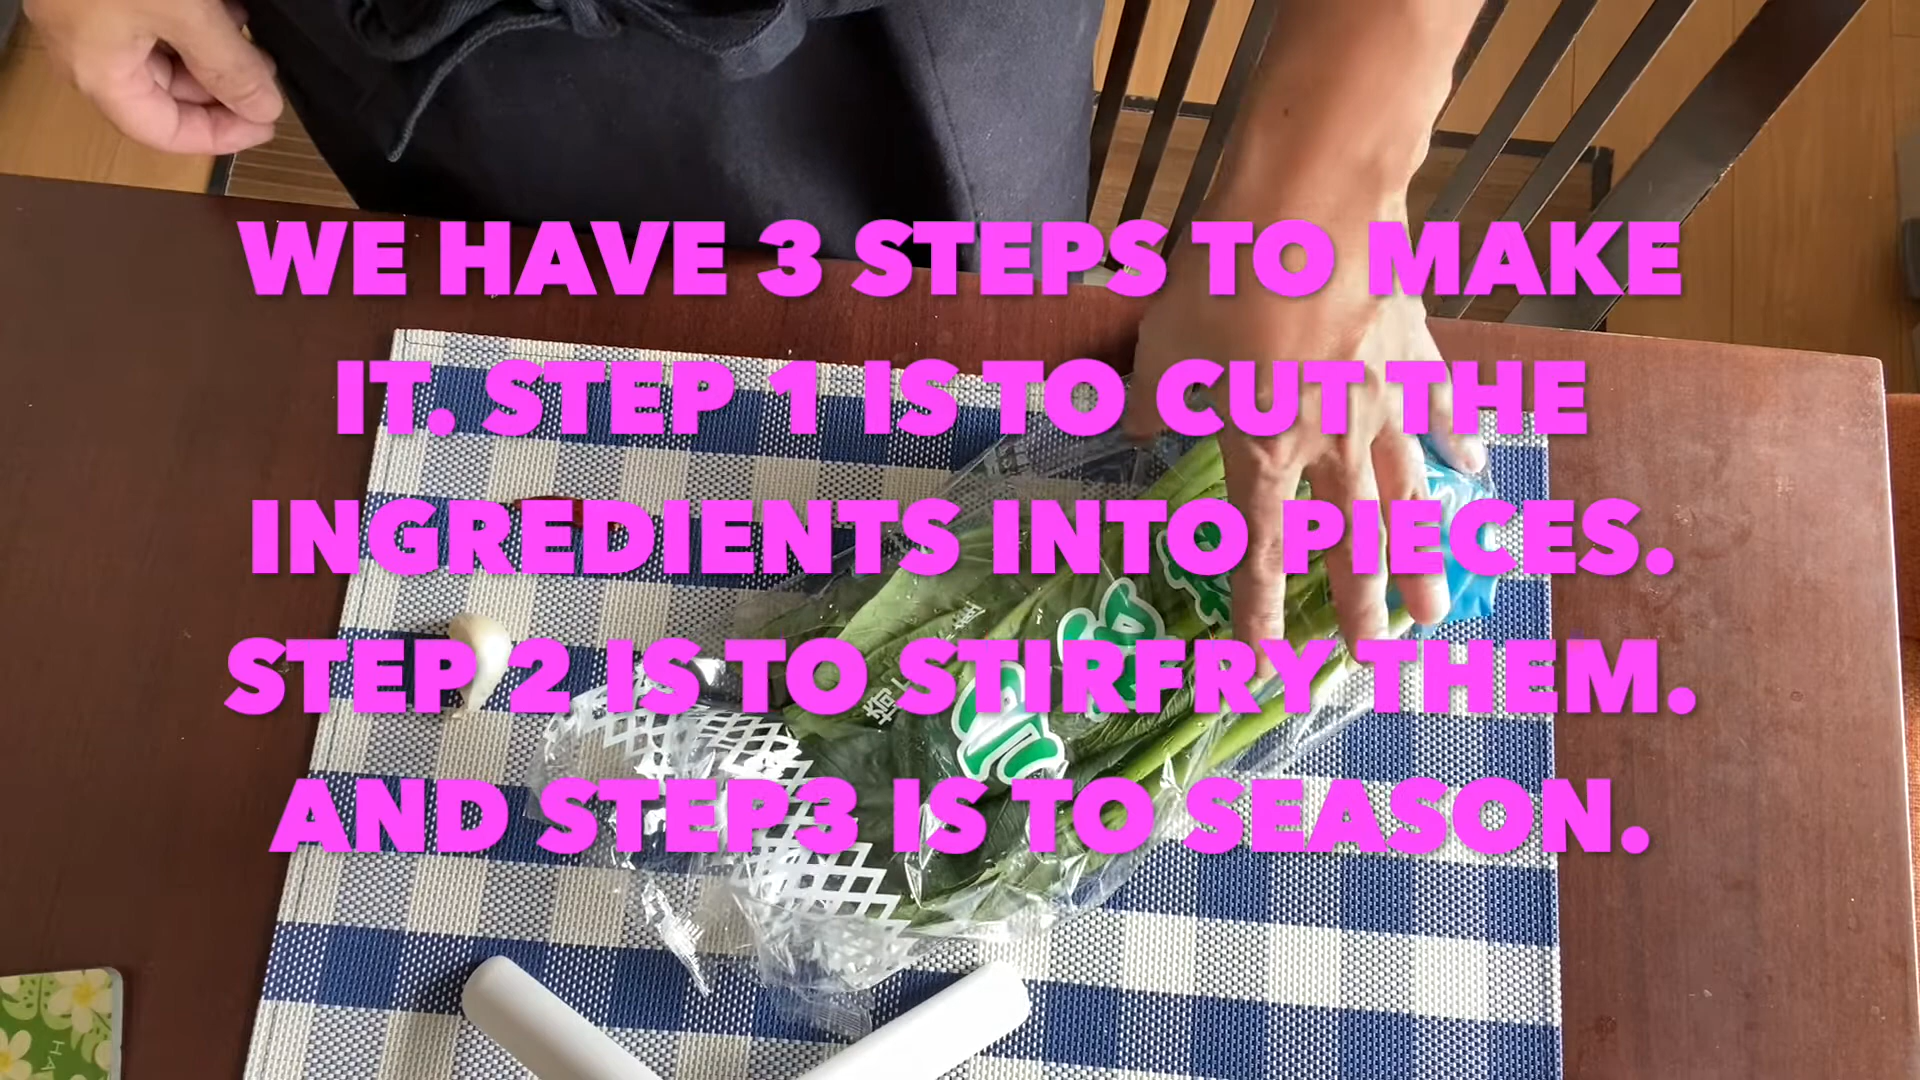 WE HAVE 3 STEPS TO MAKE
IT. STEP 1 IS TO CUT THE
INGREDIENTS INTO PIECES.
STEP 2 IS TO STIRFRY THEM.
AND STEP3 IS TO SEASON.